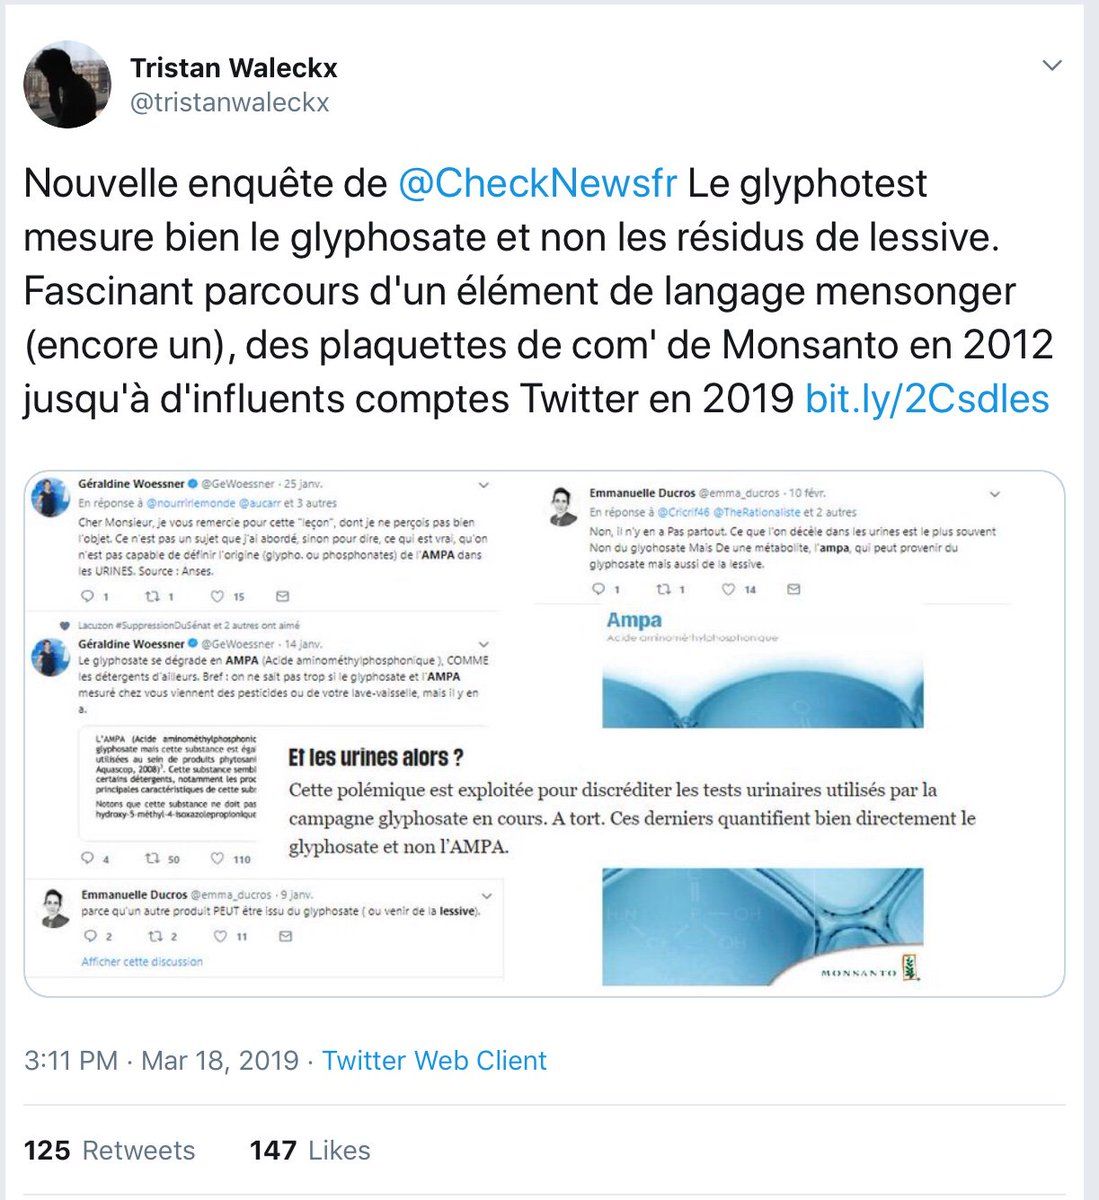 Tristan Waleckx
@tristanwaleckx
Nouvelle enquête de @CheckNewsfr Le glyphotest
mesure bien le glyphosate et non les résidus de lessive.
Fascinant parcours d'un élément de langage mensonger
(encore un), des plaquettes de com' de Monsanto en 2012
jusqu'à d'influents comptes Twitter en 2019 bit.ly/2Csdles
Géraldine Woessner @GeWoessner · 25 janv.
En réponse à @nourrirlemonde @aucarr et 3 autres
Cher Monsieur, je vous remercie pour cette "leçon", dont je ne perçois pas bien
l'objet. Ce n'est pas un sujet que j'ai abordé, sinon pour dire, ce qui est vrai, qu'on
n'est pas capable de définir l'origine (glypho. ou phosphonates) de l'AMPA dans
les URINES. Source : Anses.
1 1 15
Lacuzon #SuppressionDuSénat et 2 autres ont aimé
Géraldine Woessner @GeWoessner · 14 janv.
Le glyphosate se dégrade en AMPA (Acide aminométhylphosphonique ), COMME
les détergents d'ailleurs. Bref : on ne sait pas trop si le glyphosate et l'AMPA
mesuré chez vous viennent des pesticides ou de votre lave-vaisselle, mais il y en
a.
L'AMPA (Acide aminométhylphosphonic
glyphosate mais cette substance est éga
utilisées au sein de produits phytosani
Aquascop, 2008)¹. Cette substance sembl
certains détergents, notamment les proc
principales caractéristiques de cette sub
Notons que cette substance ne doit pas
hydroxy-5-méthyl-4-isoxazolepropionique
4 50 110
Emmanuelle Ducros @emma_ducros · 9 janv.
parce qu'un autre produit PEUT être issu du glyphosate ( ou venir de la lessive).
2 2 11
Afficher cette discussion
Emmanuelle Ducros @emma_ducros · 10 févr.
En réponse à @Cricrif46 @TheRationaliste et 2 autres
Non, il n'y en a Pas partout. Ce que l'on décèle dans les urines est le plus souvent
Non du glyohosate Mais De une métabolite, l'ampa, qui peut provenir du
glyphosate mais aussi de la lessive.
1 1 14
Ampa
Acide aminométhylphosphonique
Et les urines alors ?
Cette polémique est exploitée pour discréditer les tests urinaires utilisés par la
campagne glyphosate en cours. A tort. Ces derniers quantifient bien directement le
glyphosate et non l'AMPA.
MONSANTO
3:11 PM · Mar 18, 2019 · Twitter Web Client
125 Retweets 147 Likes